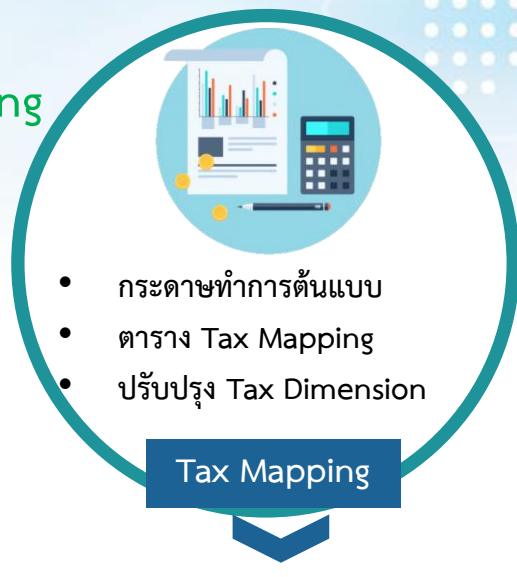 ng
• กระดาษทำการต้นแบบ
• ตาราง Tax Mapping
• ปรับปรุง Tax Dimension
Tax Mapping